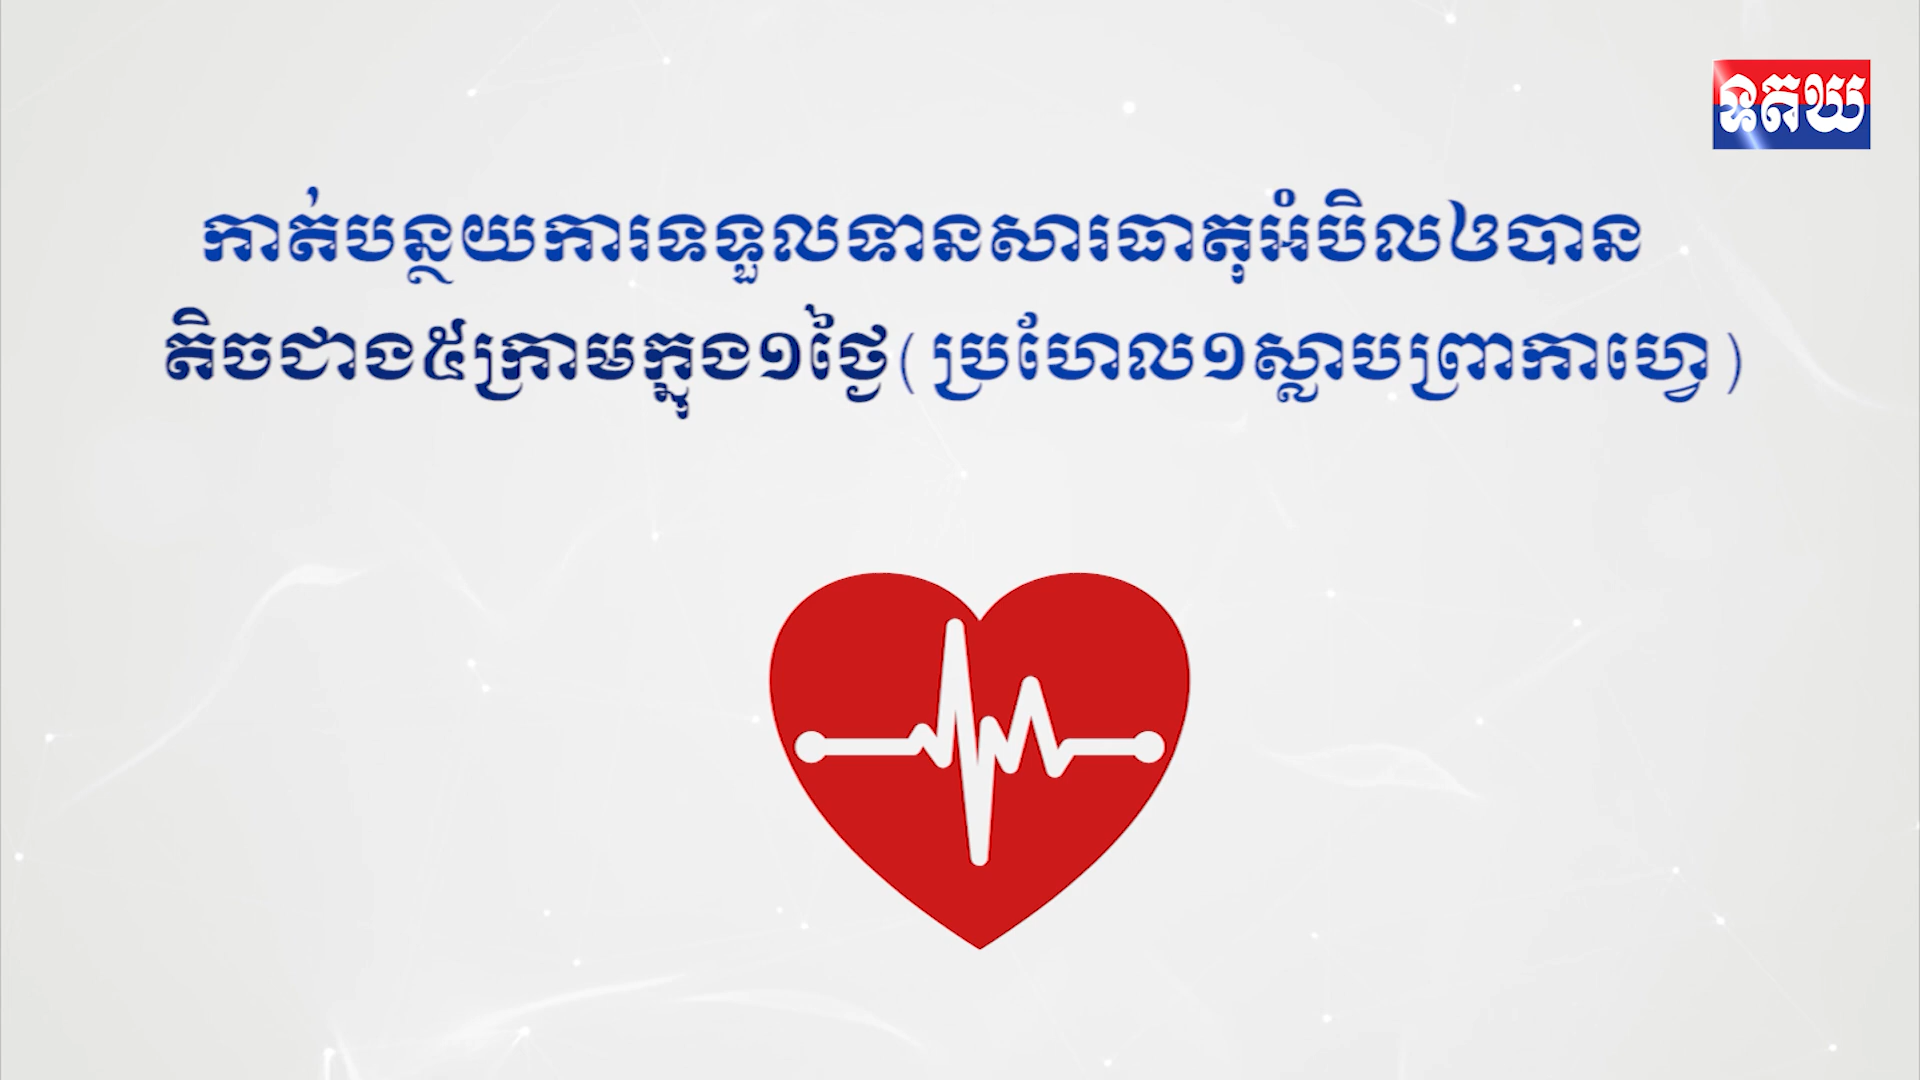 ឧតឃ
កាត់បន្ថយការទទួលទានសារធាតុអំបិលឲបាន
តិចជាង៥ក្រាមក្នុង១ថ្ងៃ(ប្រហែល១ស្លាបព្រាកាហ្វេ)